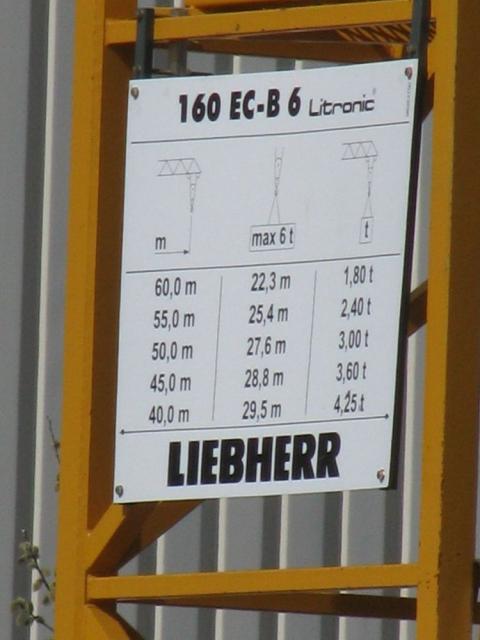 160 EC-B 6 Litronic®
m max 6 t t
60,0 m 22,3 m 1,80 t
55,0 m 25,4 m 2,40 t
50,0 m 27,6 m 3,00 t
45,0 m 28,8 m 3,60 t
40,0 m 29,5 m 4,25 t
LIEBHERR